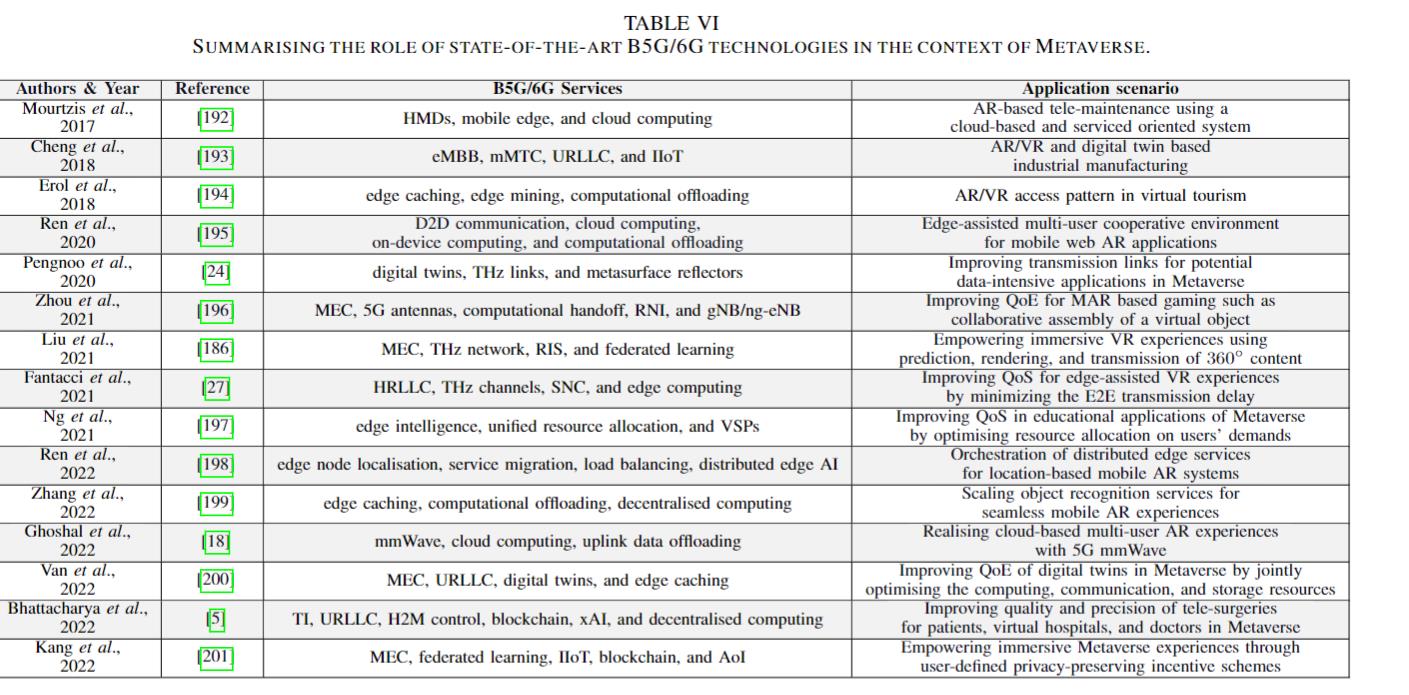 TABLE VI
SUMMARISING THE ROLE OF STATE-OF-THE-ART B5G/6G TECHNOLOGIES IN THE CONTEXT OF METAVERSE.
Authors & Year Reference B5G/6G Services Application scenario
Mourtzis et al.,
2017
[192]
HMDs, mobile edge, and cloud computing
AR-based tele-maintenance using a
cloud-based and serviced oriented system
Cheng et al.,
2018
[193]
eMBB, mMTC, URLLC, and IIoT
AR/VR and digital twin based
industrial manufacturing
Erol et al.,
2018
[194]
edge caching, edge mining, computational offloading
AR/VR access pattern in virtual tourism
Ren et al.,
2020
[195]
D2D communication, cloud computing,
on-device computing, and computational offloading
Edge-assisted multi-user cooperative environment
for mobile web AR applications
Pengnoo et al.,
2020
[24]
digital twins, THz links, and metasurface reflectors
Improving transmission links for potential
data-intensive applications in Metaverse
Zhou et al.,
2021
[196]
MEC, 5G antennas, computational handoff, RNI, and gNB/ng-eNB
Improving QoE for MAR based gaming such as
collaborative assembly of a virtual object
Liu et al.,
2021
[186]
MEC, THz network, RIS, and federated learning
Empowering immersive VR experiences using
prediction, rendering, and transmission of 360° content
Fantacci et al.,
2021
[27]
HRLLC, THz channels, SNC, and edge computing
Improving QoS for edge-assisted VR experiences
by minimizing the E2E transmission delay
Ng et al.,
2021
[197]
edge intelligence, unified resource allocation, and VSPs
Improving QoS in educational applications of Metaverse
by optimising resource allocation on users' demands
Ren et al.,
2022
[198]
edge node localisation, service migration, load balancing, distributed edge AI
Orchestration of distributed edge services
for location-based mobile AR systems
Zhang et al.,
2022
[199]
edge caching, computational offloading, decentralised computing
Scaling object recognition services for
seamless mobile AR experiences
Ghoshal et al.,
2022
[18]
mmWave, cloud computing, uplink data offloading
Realising cloud-based multi-user AR experiences
with 5G mmWave
Van et al.,
2022
[200]
MEC, URLLC, digital twins, and edge caching
Improving QoE of digital twins in Metaverse by jointly
optimising the computing, communication, and storage resources
Bhattacharya et al.,
2022
[5]
TI, URLLC, H2M control, blockchain, xAI, and decentralised computing
Improving quality and precision of tele-surgeries
for patients, virtual hospitals, and doctors in Metaverse
Kang et al.,
2022
[201]
MEC, federated learning, IIoT, blockchain, and AoI
Empowering immersive Metaverse experiences through
user-defined privacy-preserving incentive schemes